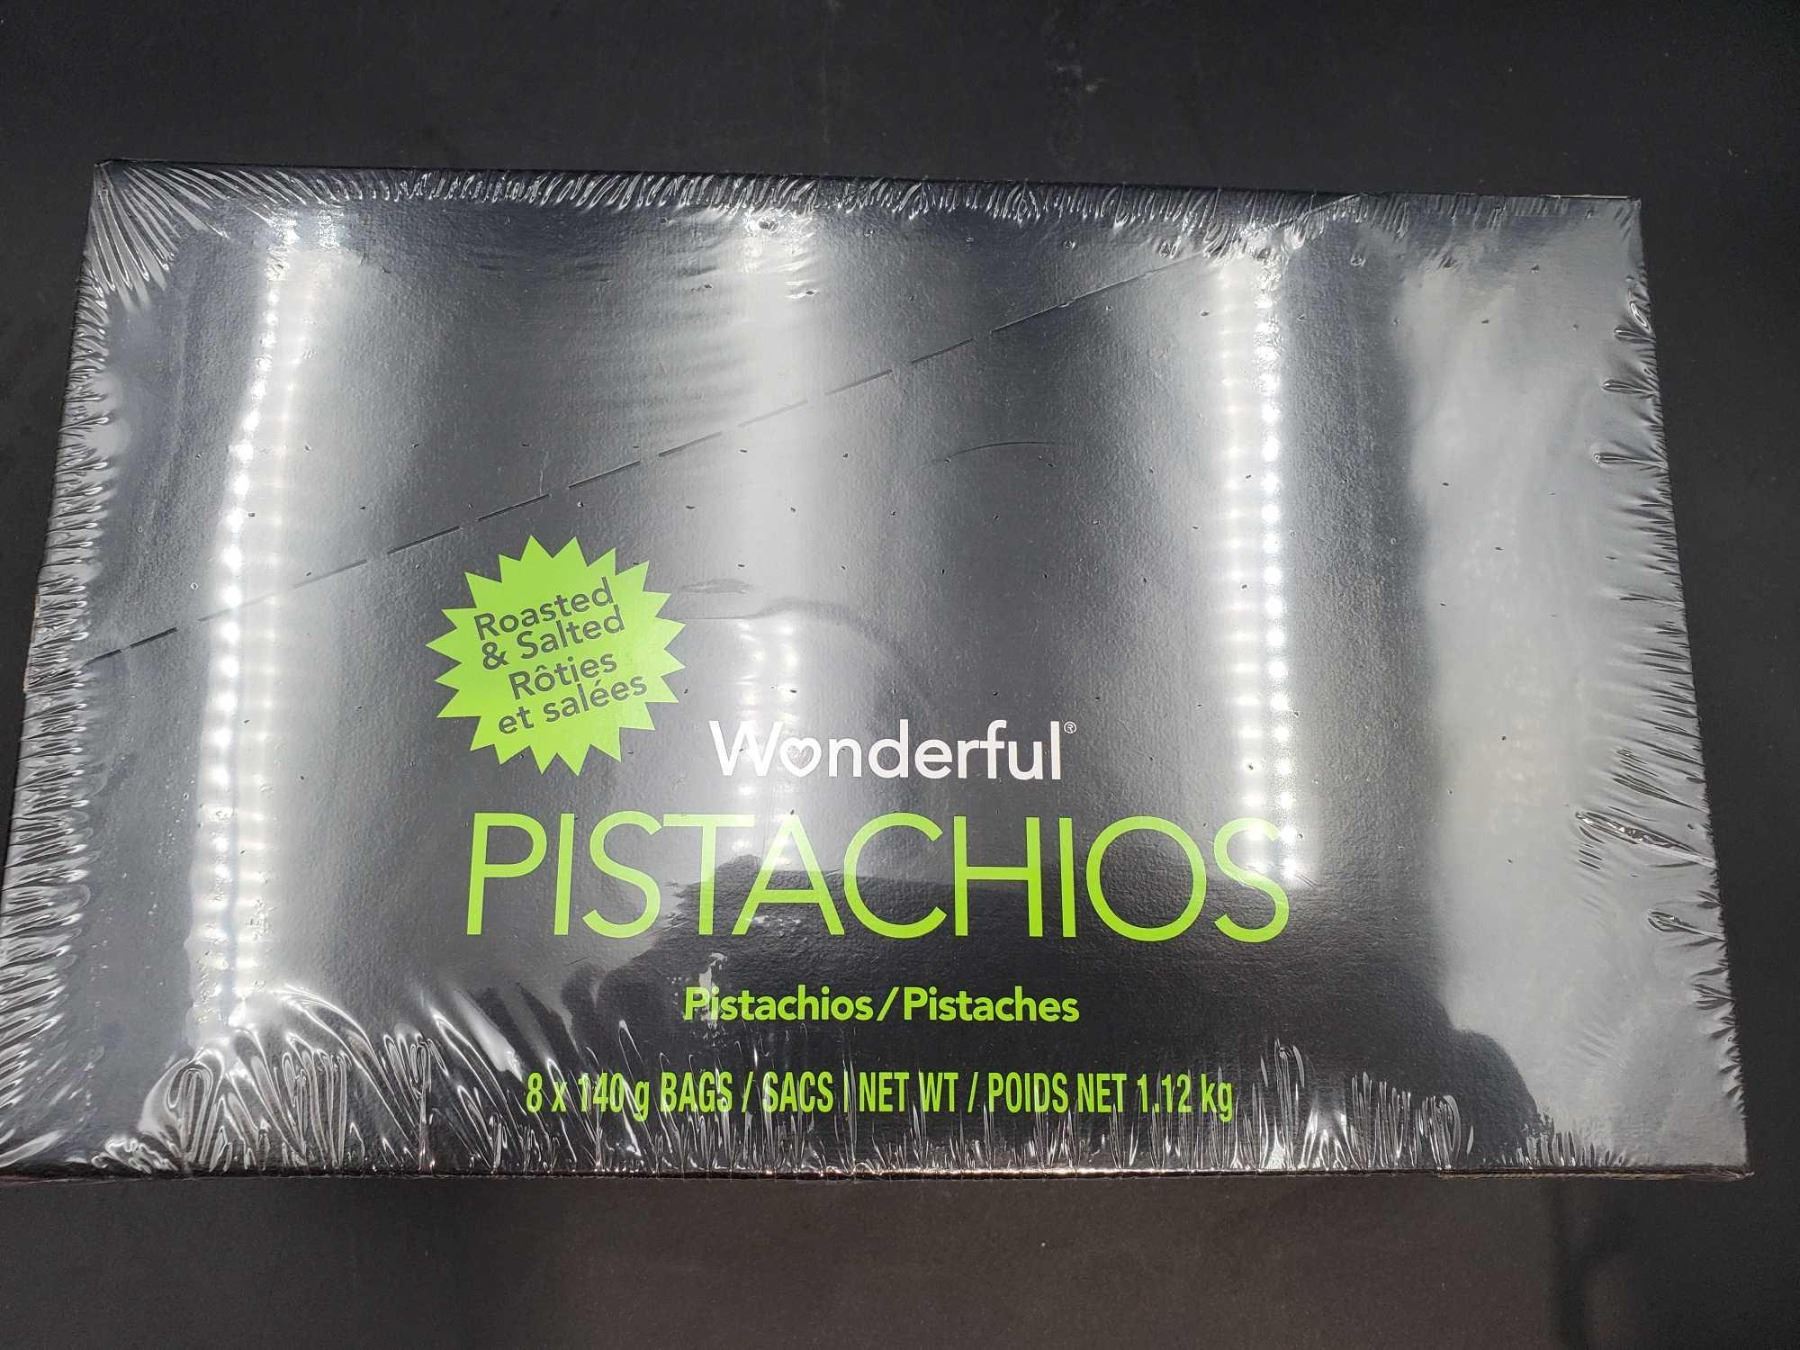 Roasted
& Salted
Rôties
et salées
Wonderful®
PISTACHIOS
Pistachios/Pistaches
8 x 140 g BAGS / SACS | NET WT / POIDS NET 1.12 kg